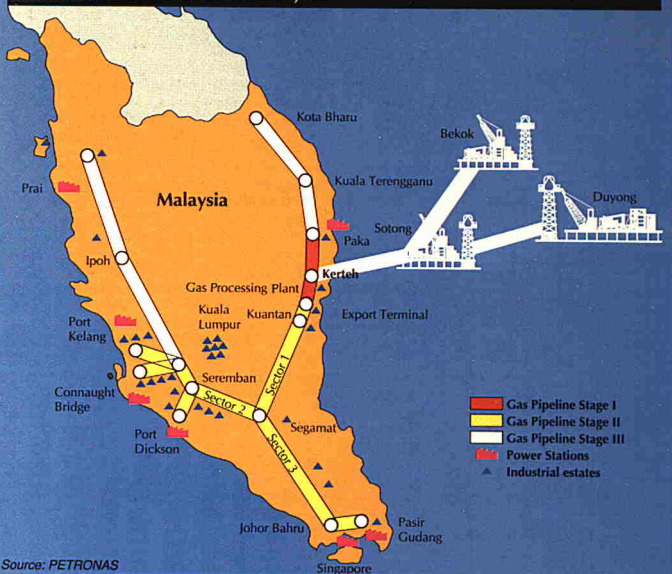 Kota Bharu
Bekok
Kuala Terengganu
Prai
Malaysia
Duyong
Sotong
Paka
Ipoh
Kerteh
Gas Processing Plant
Kuala
Lumpur
Kuantan
Export Terminal
Port
Kelang
Sector 1
Seremban
Connaught
Bridge
Sector 2
Segamat
Port
Dickson
Sector 3
Gas Pipeline Stage I
Gas Pipeline Stage II
Gas Pipeline Stage III
Power Stations
Industrial estates
Johor Bahru
Pasir
Gudang
Source: PETRONAS
Singapore